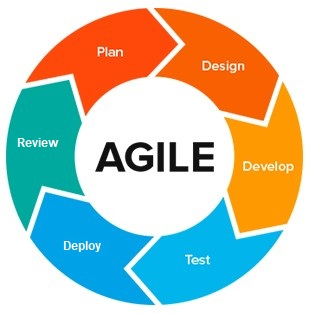 Plan
Design
Develop
Test
Deploy
Review
AGILE